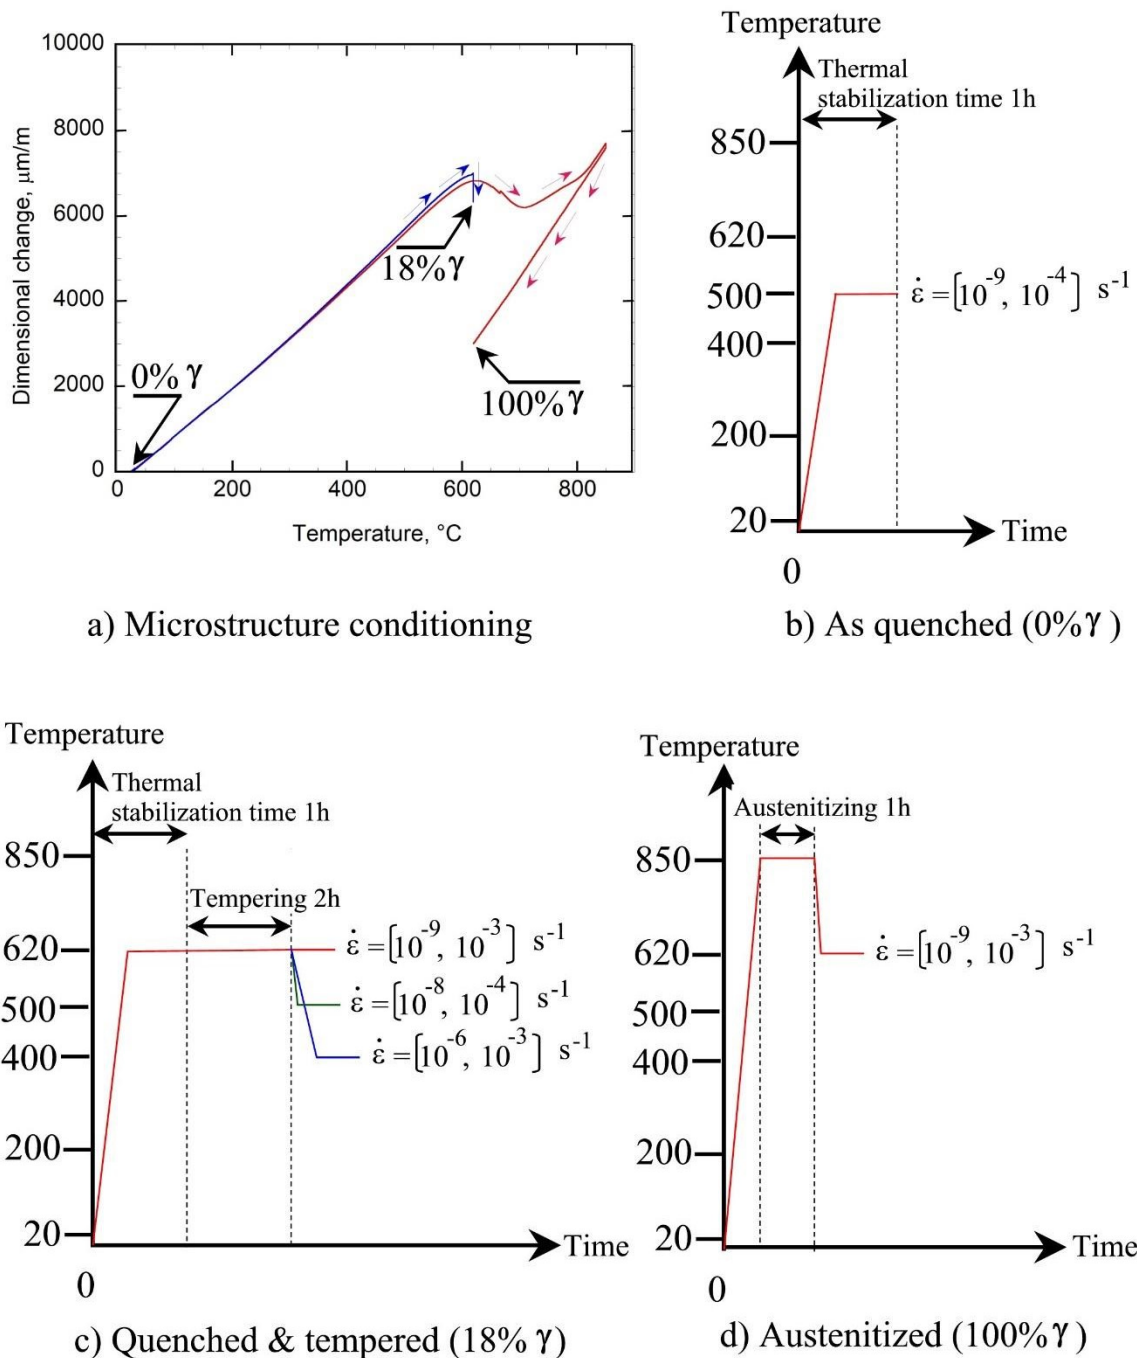 10000
8000
6000
4000
2000
0
Dimensional change, μm/m
0% γ
18% γ
100% γ
0 200 400 600 800
Temperature, °C
a) Microstructure conditioning
Temperature
Thermal
stabilization time 1h
850
620
500
400
200
20
ε̇ = [10⁻⁹, 10⁻⁴] s⁻¹
Time
0
b) As quenched (0% γ )
Temperature
Thermal
stabilization time 1h
850
Tempering 2h
620
500
400
200
20
ε̇ = [10⁻⁹, 10⁻³] s⁻¹
ε̇ = [10⁻⁸, 10⁻⁴] s⁻¹
ε̇ = [10⁻⁶, 10⁻³] s⁻¹
Time
0
c) Quenched & tempered (18% γ)
Temperature
Austenitizing 1h
850
620
500
400
200
20
ε̇ = [10⁻⁹, 10⁻³] s⁻¹
Time
0
d) Austenitized (100% γ )